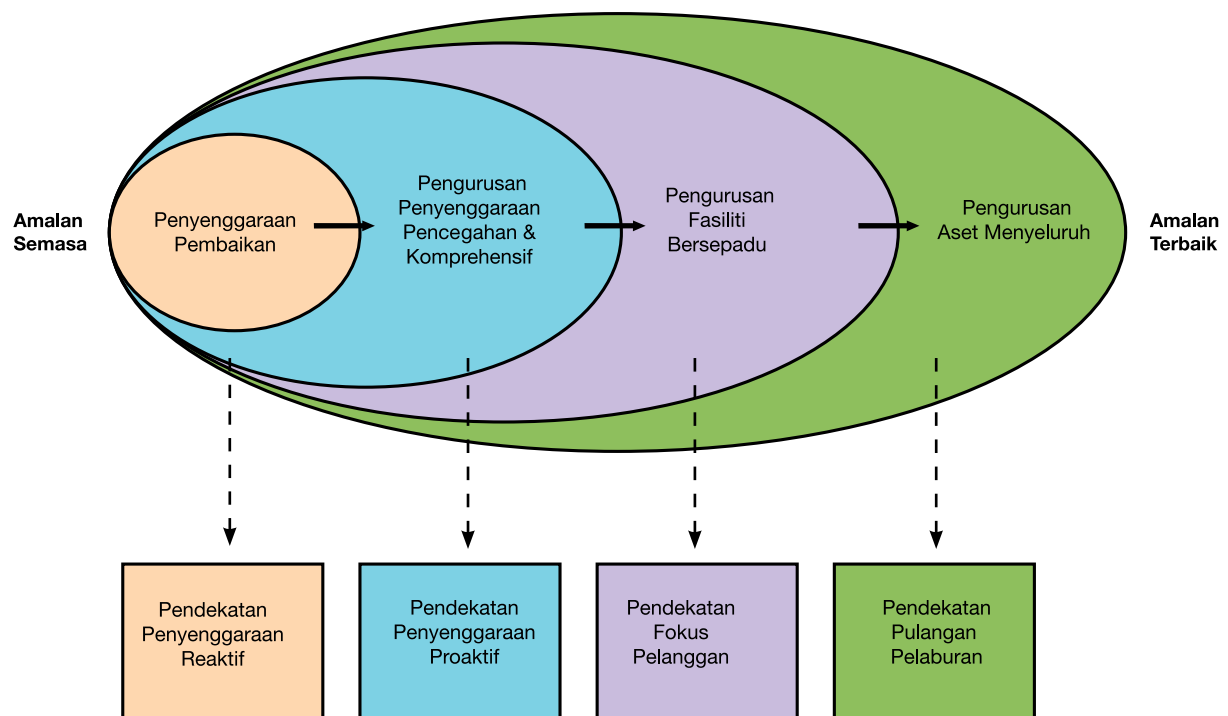 Amalan
Semasa
Penyenggaraan
Pembaikan
Pengurusan
Penyenggaraan
Pencegahan &
Komprehensif
Pengurusan
Fasiliti
Bersepadu
Pengurusan
Aset Menyeluruh
Amalan
Terbaik
Pendekatan
Penyenggaraan
Reaktif
Pendekatan
Penyenggaraan
Proaktif
Pendekatan
Fokus
Pelanggan
Pendekatan
Pulangan
Pelaburan